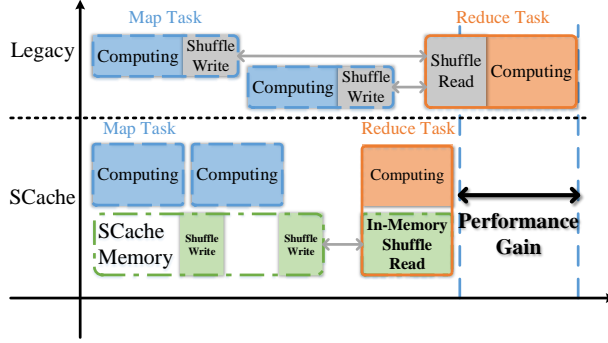 Map Task
Reduce Task
Legacy
Computing
Shuffle
Write
Computing
Shuffle
Write
Shuffle
Read
Computing
Map Task
Reduce Task
SCache
Computing
Computing
Computing
SCache
Memory
Shuffle
Write
Shuffle
Write
In-Memory
Shuffle
Read
Performance
Gain